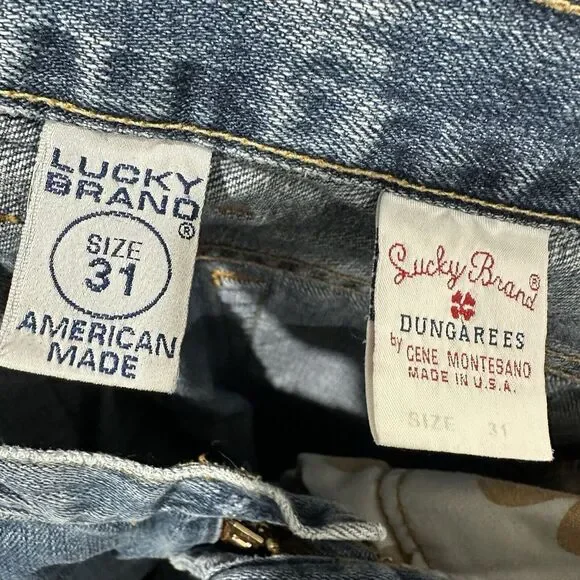 LUCKY
BRAND®
SIZE
31
AMERICAN
MADE
Lucky Brand®
DUNGAREES
by GENE MONTESANO
MADE IN U.S.A.
SIZE 31